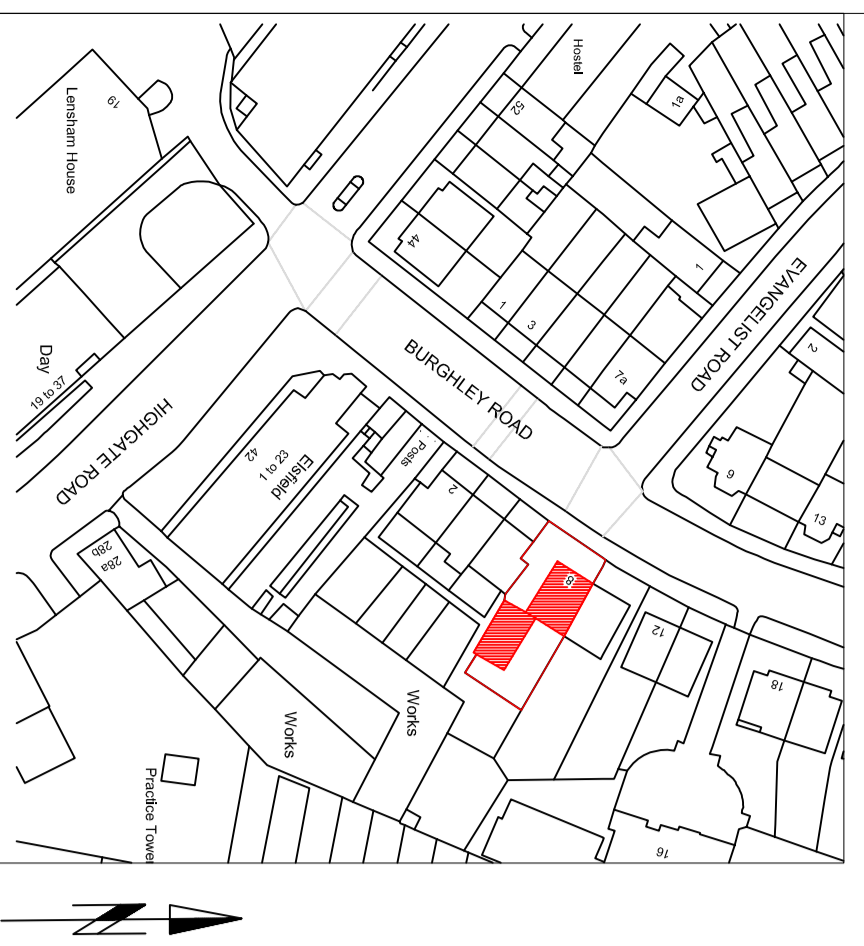 Hostel
1a
52
19
Lensham House
44
1
1
3
7a
EVANGELIST ROAD
2
BURGHLEY ROAD
Day
19 to 37
HIGHGATE ROAD
42
1 to 23
Elsfield
Posts
2
9
13
8
12
18
28b
28a
Works
Works
Practice Tower
16
N